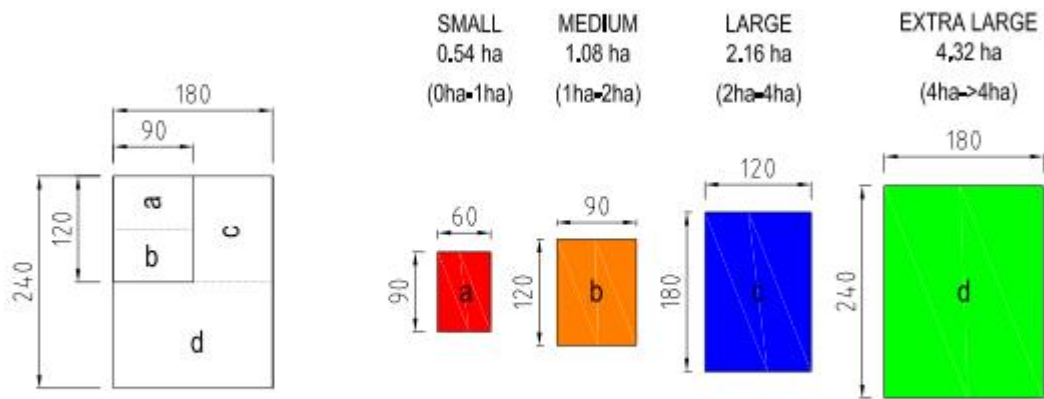 SMALL
0.54 ha
(0ha-1ha)
MEDIUM
1.08 ha
(1ha-2ha)
LARGE
2.16 ha
(2ha-4ha)
EXTRA LARGE
4.32 ha
(4ha->4ha)
180
90
240
120
a
b
c
d
60
90
a
90
120
b
120
180
c
180
240
d